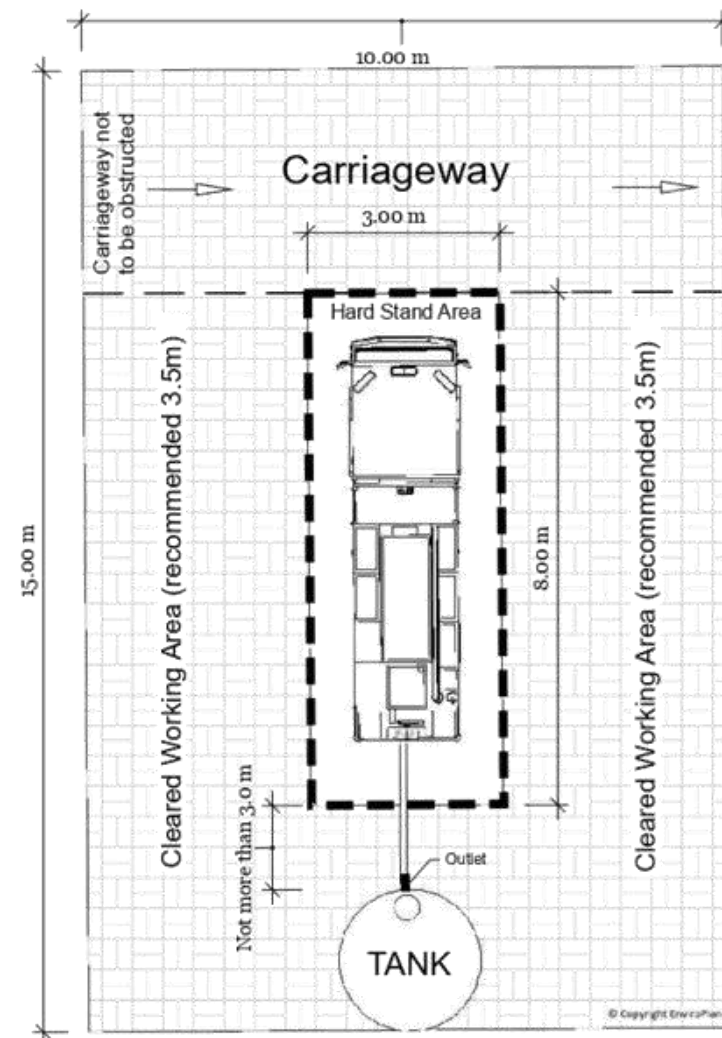 10.00 m
Carriageway not
to be obstructed
Carriageway
3.00 m
Hard Stand Area
15.00 m
Cleared Working Area (recommended 3.5m)
8.00 m
Cleared Working Area (recommended 3.5m)
Not more than 3.0 m
Outlet
TANK
© Copyright